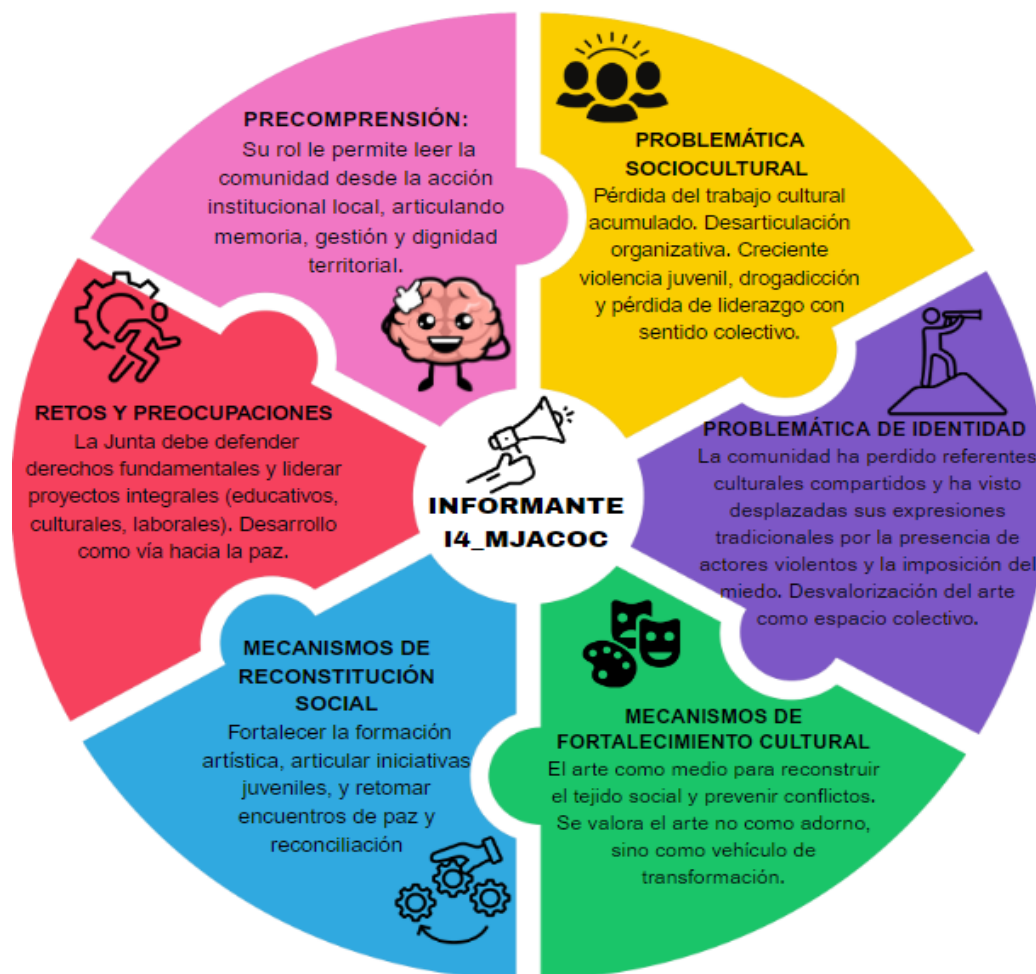 PRECOMPRENSIÓN:
Su rol le permite leer la
comunidad desde la acción
institucional local, articulando
memoria, gestión y dignidad
territorial.
PROBLEMÁTICA
SOCIOCULTURAL
Pérdida del trabajo cultural
acumulado. Desarticulación
organizativa. Creciente
violencia juvenil, drogadicción
y pérdida de liderazgo con
sentido colectivo.
PROBLEMÁTICA DE IDENTIDAD
La comunidad ha perdido referentes
culturales compartidos y ha visto
desplazadas sus expresiones
tradicionales por la presencia de
actores violentos y la imposición del
miedo. Desvalorización del arte
como espacio colectivo.
MECANISMOS DE
FORTALECIMIENTO CULTURAL
El arte como medio para reconstruir
el tejido social y prevenir conflictos.
Se valora el arte no como adorno,
sino como vehículo de
transformación.
MECANISMOS DE
RECONSTITUCIÓN
SOCIAL
Fortalecer la formación
artística, articular iniciativas
juveniles, y retomar
encuentros de paz y
reconciliación
RETOS Y PREOCUPACIONES
La Junta debe defender
derechos fundamentales y liderar
proyectos integrales (educativos,
culturales, laborales). Desarrollo
como vía hacia la paz.
INFORMANTE
I4_MJACOC